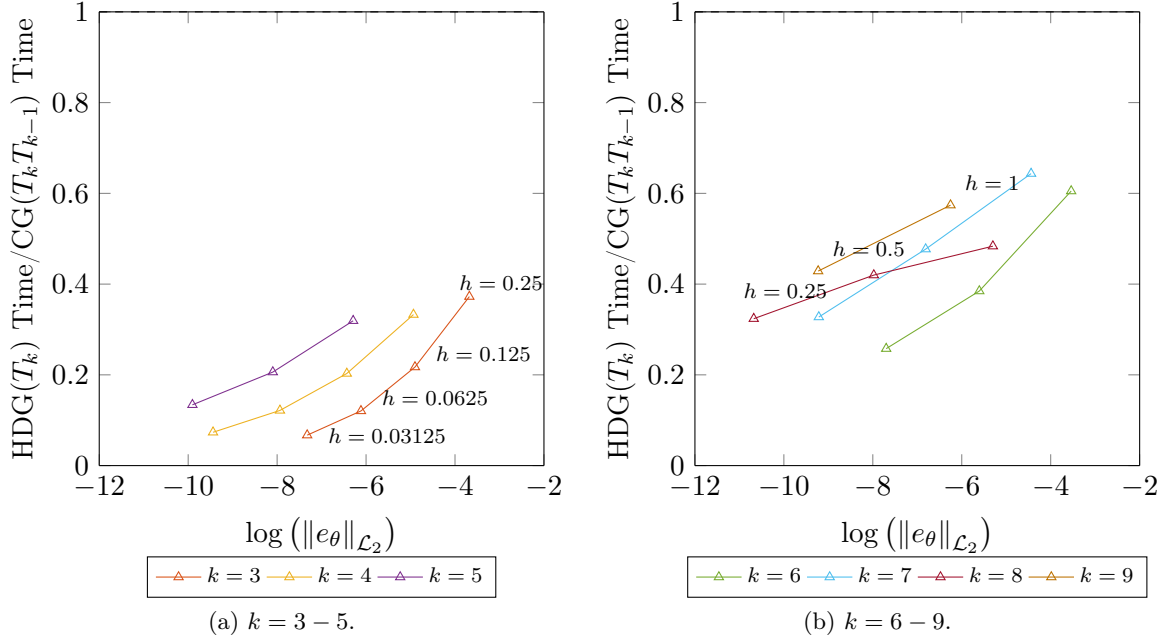 HDG(T_k) Time/CG(T_kT_{k−1}) Time
1
0.8
0.6
0.4
0.2
0
h = 0.25
h = 0.125
h = 0.0625
h = 0.03125
−12 −10 −8 −6 −4 −2
log (‖e_θ‖_{ℒ_2})
k = 3 k = 4 k = 5
(a) k = 3 − 5.
HDG(T_k) Time/CG(T_kT_{k−1}) Time
1
0.8
0.6
0.4
0.2
0
h = 1
h = 0.5
h = 0.25
−12 −10 −8 −6 −4 −2
log (‖e_θ‖_{ℒ_2})
k = 6 k = 7 k = 8 k = 9
(b) k = 6 − 9.